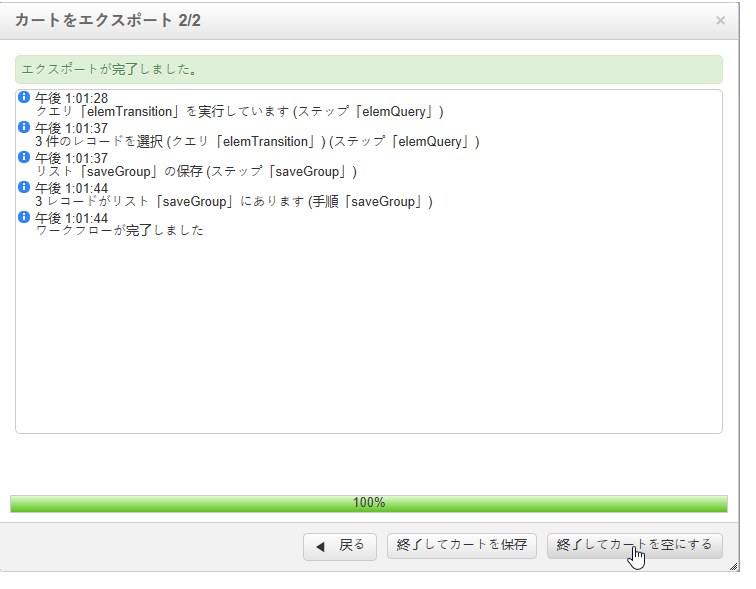 カートをエクスポート 2/2
×
エクスポートが完了しました。
午後 1:01:28
クエリ「elemTransition」を実行しています (ステップ「elemQuery」)
午後 1:01:37
3 件のレコードを選択 (クエリ「elemTransition」) (ステップ「elemQuery」)
午後 1:01:37
リスト「saveGroup」の保存 (ステップ「saveGroup」)
午後 1:01:44
3 レコードがリスト「saveGroup」にあります (手順「saveGroup」)
午後 1:01:44
ワークフローが完了しました
100%
戻る
終了してカートを保存
終了してカートを空にする